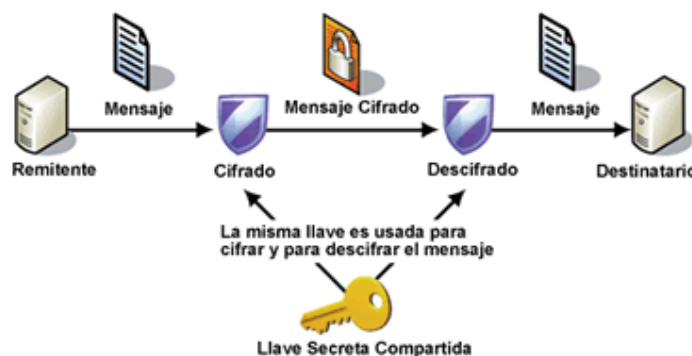 Mensaje
Mensaje Cifrado
Mensaje
Remitente
Cifrado
Descifrado
Destinatario
La misma llave es usada para
cifrar y para descifrar el mensaje
Llave Secreta Compartida